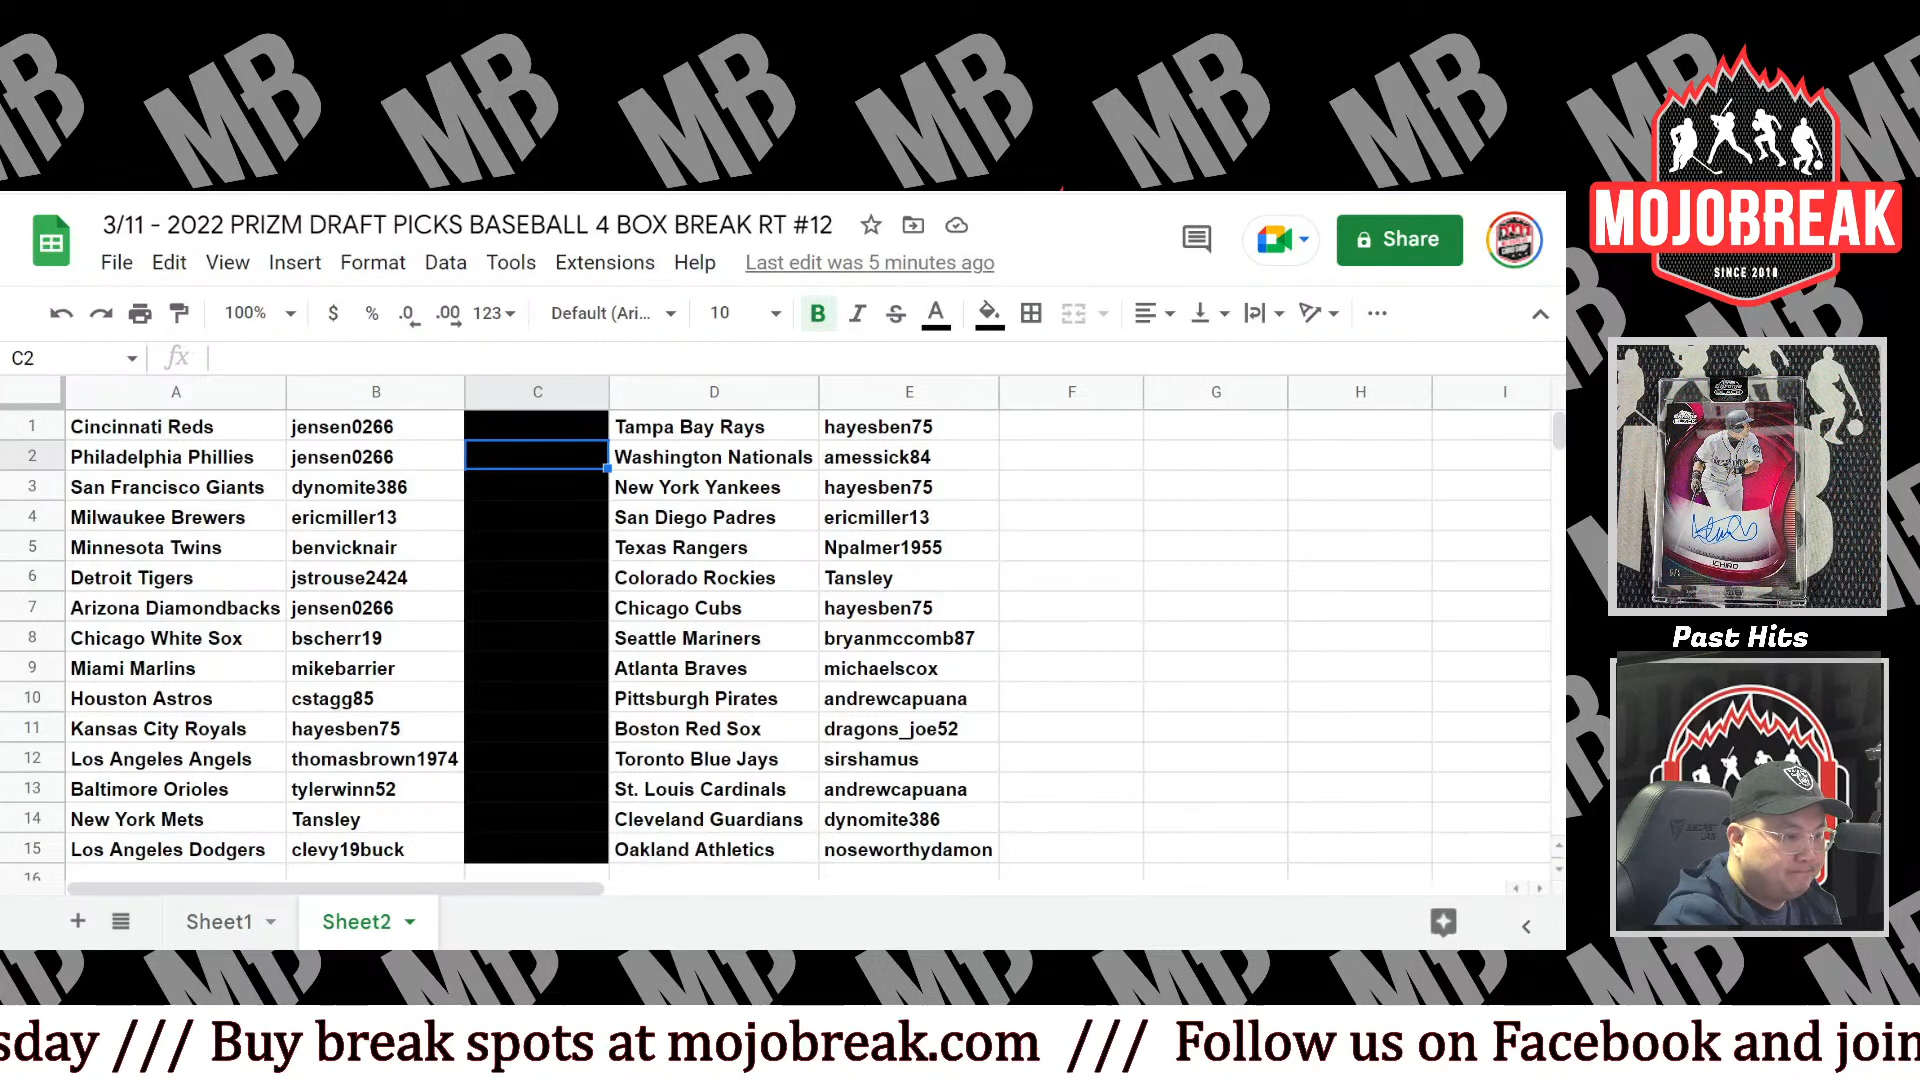 3/11 - 2022 PRIZM DRAFT PICKS BASEBALL 4 BOX BREAK RT #12
Share
File Edit View Insert Format Data Tools Extensions Help Last edit was 5 minutes ago
100% $ % .0 .00 123 Default (Ari... 10 B I S A
C2 fx
A B C D E F G H I
1 Cincinnati Reds jensen0266 Tampa Bay Rays hayesben75
2 Philadelphia Phillies jensen0266 Washington Nationals amessick84
3 San Francisco Giants dynomite386 New York Yankees hayesben75
4 Milwaukee Brewers ericmiller13 San Diego Padres ericmiller13
5 Minnesota Twins benvicknair Texas Rangers Npalmer1955
6 Detroit Tigers jstrouse2424 Colorado Rockies Tansley
7 Arizona Diamondbacks jensen0266 Chicago Cubs hayesben75
8 Chicago White Sox bscherr19 Seattle Mariners bryanmccomb87
9 Miami Marlins mikebarrier Atlanta Braves michaelscox
10 Houston Astros cstagg85 Pittsburgh Pirates andrewcapuana
11 Kansas City Royals hayesben75 Boston Red Sox dragons_joe52
12 Los Angeles Angels thomasbrown1974 Toronto Blue Jays sirshamus
13 Baltimore Orioles tylerwinn52 St. Louis Cardinals andrewcapuana
14 New York Mets Tansley Cleveland Guardians dynomite386
15 Los Angeles Dodgers clevy19buck Oakland Athletics noseworthydamon
16
Sheet1 Sheet2
MOJOBREAK
SINCE 2010
ICHIRO
Past Hits
sday /// Buy break spots at mojobreak.com /// Follow us on Facebook and join